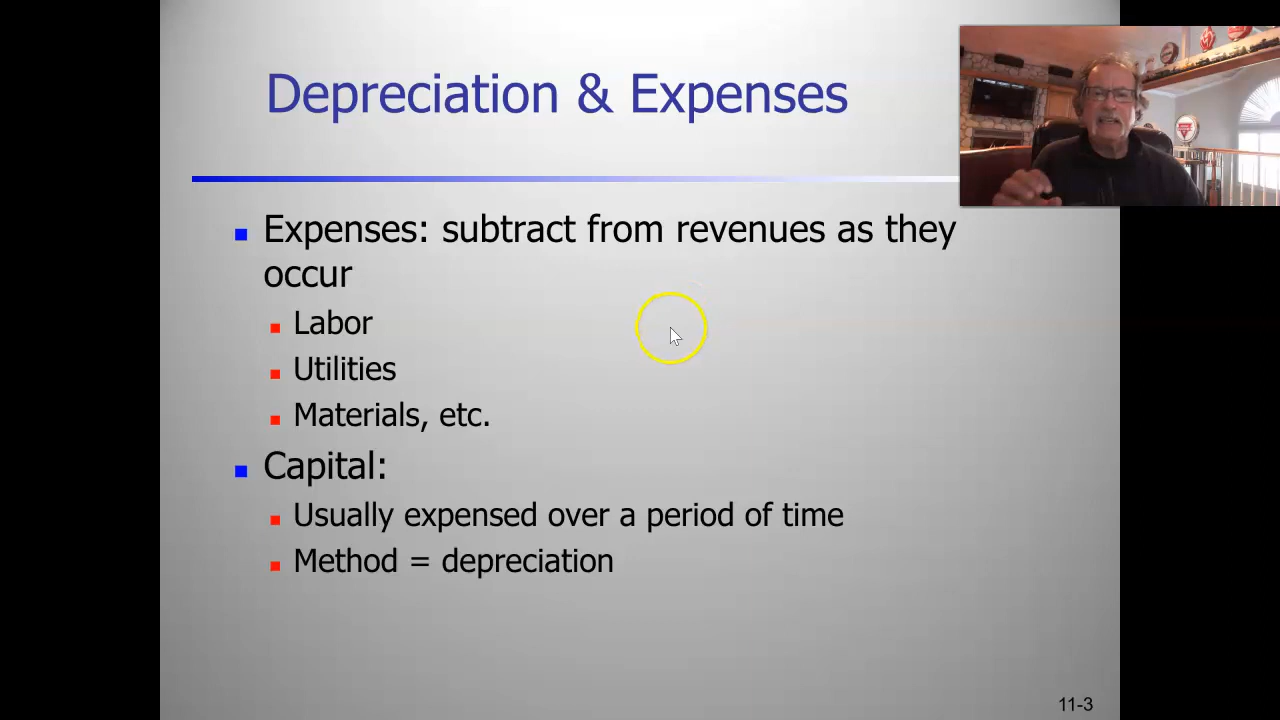 Depreciation & Expenses
Expenses: subtract from revenues as they
occur
Labor
Utilities
Materials, etc.
Capital:
Usually expensed over a period of time
Method = depreciation
11-3